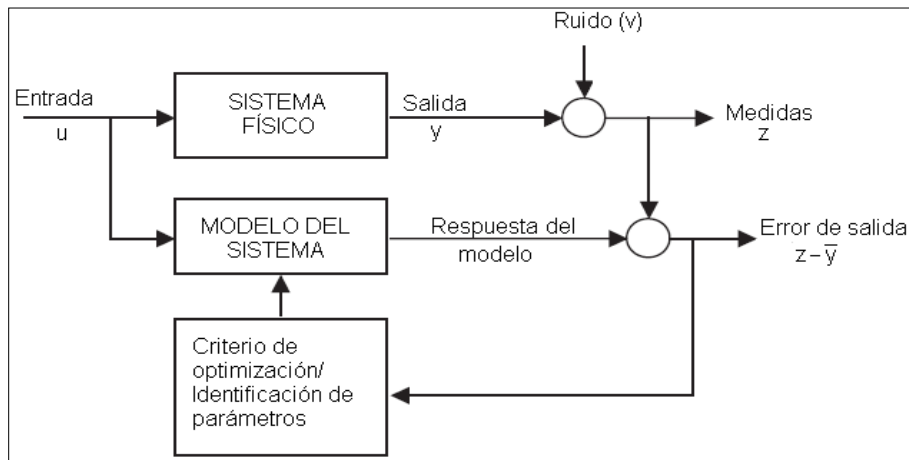 Ruido (v)
Entrada
u
SISTEMA
FÍSICO
Salida
y
Medidas
z
MODELO DEL
SISTEMA
Respuesta del
modelo
Error de salida
z – y̅
Criterio de
optimización/
Identificación de
parámetros